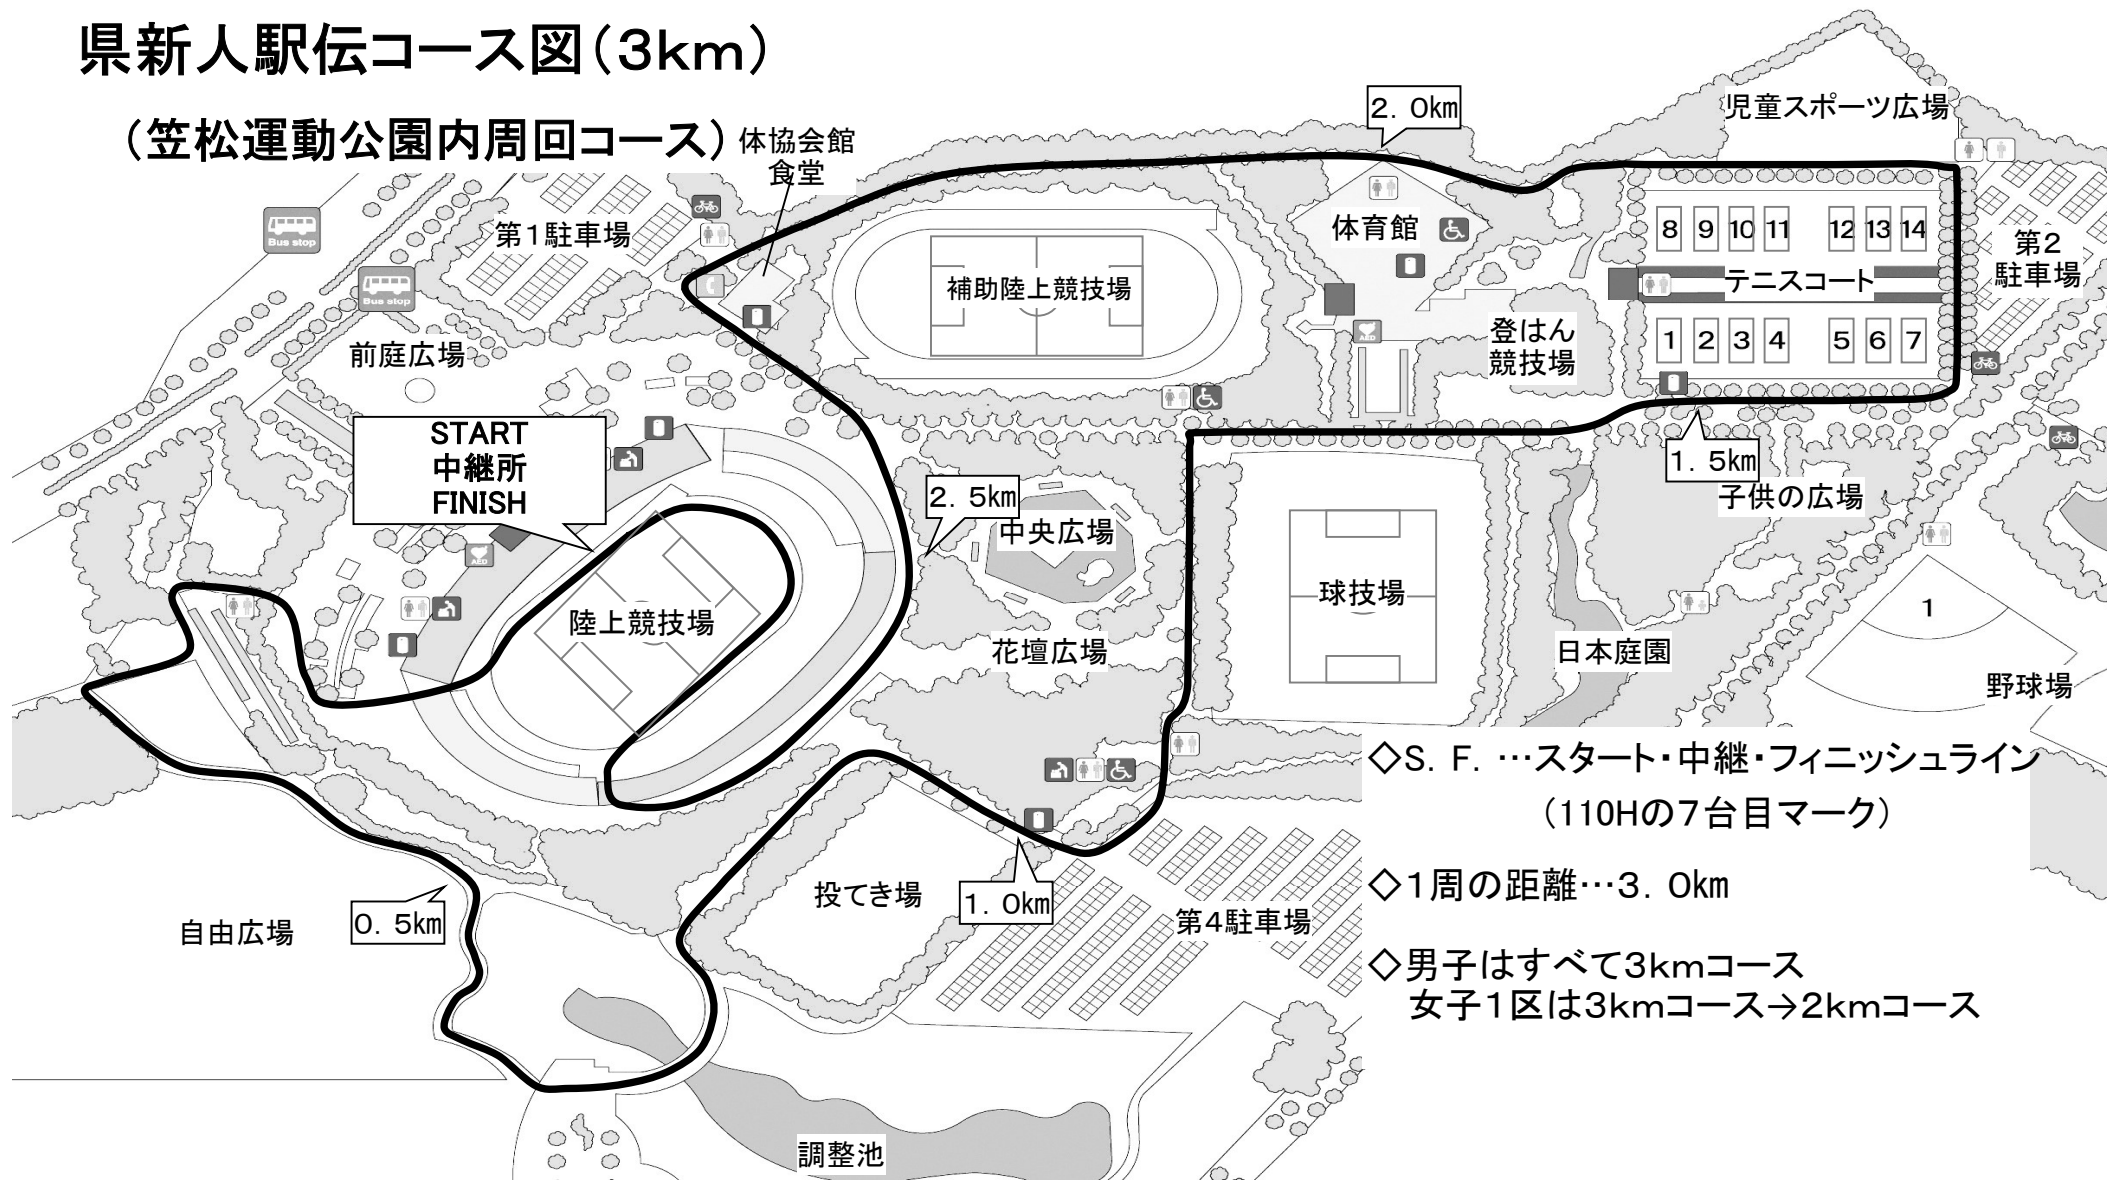 県新人駅伝コース図（3km）
（笠松運動公園内周回コース）
体協会館
食堂
2. 0km
児童スポーツ広場
Bus stop
第1駐車場
体育館
8 9 10 11 12 13 14
第2
駐車場
Bus stop
補助陸上競技場
テニスコート
前庭広場
AED
登はん
競技場
1 2 3 4 5 6 7
START
中継所
FINISH
1. 5km
子供の広場
2. 5km
中央広場
AED
陸上競技場
球技場
1
花壇広場
日本庭園
野球場
◇S. F. …スタート・中継・フィニッシュライン
（110Hの7台目マーク）
◇1周の距離…3. 0km
投てき場
1. 0km
第4駐車場
自由広場
0. 5km
◇男子はすべて3kmコース
女子1区は3kmコース→2kmコース
調整池